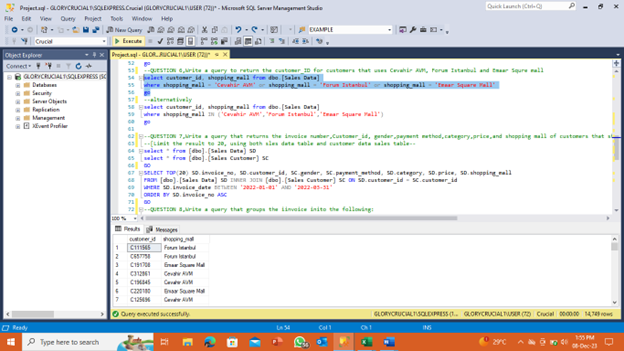 Project.sql - GLORYCRUCIAL1\SQLEXPRESS.Crucial (GLORYCRUCIAL1\USER (72))* - Microsoft SQL Server Management Studio
Quick Launch (Ctrl+Q)
File Edit View Query Project Tools Window Help
New Query
EXAMPLE
Crucial
Execute
Object Explorer
Project.sql - GL...RUCIAL1\USER (72))*
Connect
GLORYCRUCIAL1\SQLEXPRESS (S
Databases
Security
Server Objects
Replication
Management
XEvent Profiler
52 go
53 --QUESTION 6,Write a query to return the customer_ID for customers that uses Cevahir AVM, Forum Istanbul and Emaar Squre mall
54 select customer_id, shopping_mall from dbo.[Sales Data]
55 where shopping_mall = 'Cevahir AVM' or shopping_mall = 'Forum Istanbul' or shopping_mall = 'Emaar Square Mall'
56 go
57 --alternatively
58 select customer_id, shopping_mall from dbo.[Sales Data]
59 where shopping_mall IN ('Cevahir AVM','Forum Istanbul','Emaar Square Mall')
60 go
61
62 --QUESTION 7,Write a query that returns the invoice number,Customer_id, gender,payment_method,category,price,and shopping mall of customers that s
63 --[Limit the result to 20, using both sles data table and customer data sales table--
64 select * from [dbo].[Sales Data] SD
65 select * from [dbo].[Sales Customer] SC
66 GO
67 SELECT TOP(20) SD.invoice_no, SD.customer_id, SC.gender, SC.payment_method, SD.category, SD.price, SD.shopping_mall
68 FROM [dbo].[Sales Data] SD INNER JOIN [dbo].[Sales Customer] SC ON SD.customer_id = SC.customer_id
69 WHERE SD.invoice_date BETWEEN '2022-01-01' AND '2022-03-31'
70 ORDER BY SD.invoice_no ASC
71 GO
72 --QUESTION 8,Write a query that groups the iinvoice into the following:
100 %
Results Messages
customer_id shopping_mall
1 C111565 Forum Istanbul
2 C657758 Forum Istanbul
3 C191708 Emaar Square Mall
4 C312861 Cevahir AVM
5 C196845 Cevahir AVM
6 C220180 Emaar Square Mall
7 C125696 Cevahir AVM
Query executed successfully.
GLORYCRUCIAL1\SQLEXPRESS (1... GLORYCRUCIAL1\USER (72) Crucial 00:00:00 14,749 rows
Ready
Ln 54 Col 1 Ch 1 INS
Type here to search
29°C
1:55 PM
08-Dec-23